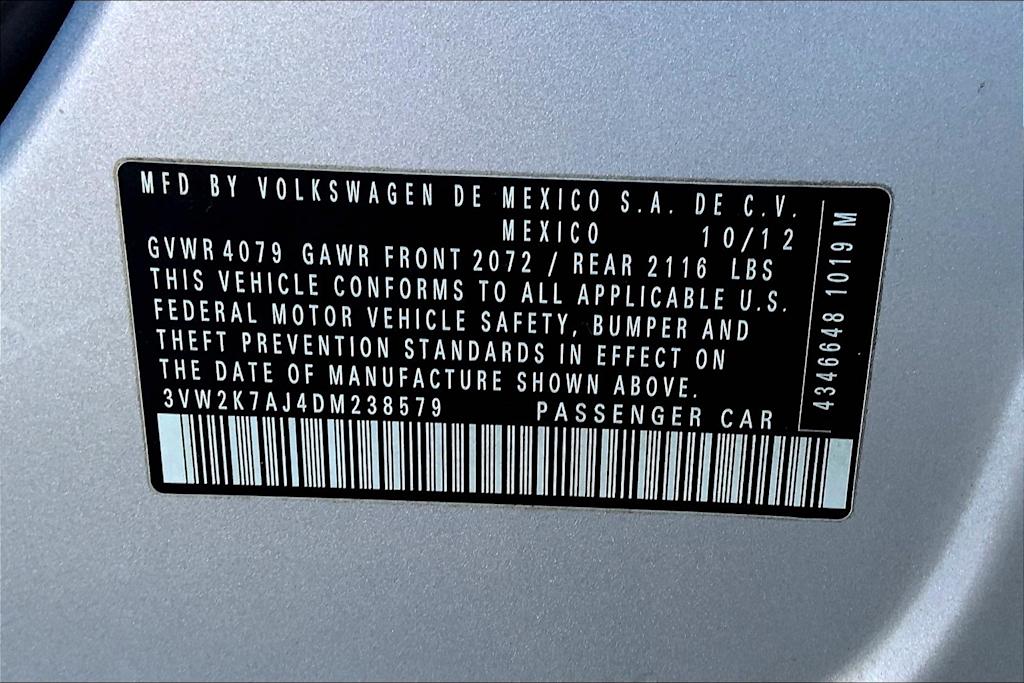 MFD BY VOLKSWAGEN DE MEXICO S.A. DE C.V.
MEXICO 10/12
GVWR 4079 GAWR FRONT 2072 / REAR 2116 LBS
THIS VEHICLE CONFORMS TO ALL APPLICABLE U.S.
FEDERAL MOTOR VEHICLE SAFETY, BUMPER AND
THEFT PREVENTION STANDARDS IN EFFECT ON
THE DATE OF MANUFACTURE SHOWN ABOVE.
3VW2K7AJ4DM238579 PASSENGER CAR
4346648 1019 M